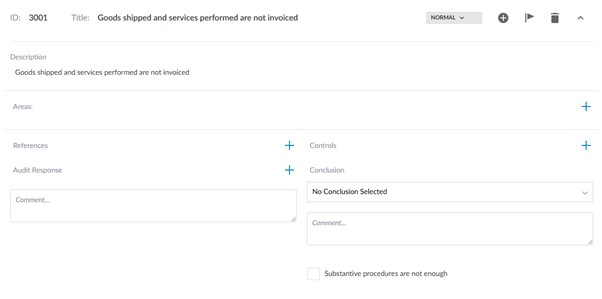 ID: 3001 Title: Goods shipped and services performed are not invoiced NORMAL
Description
Goods shipped and services performed are not invoiced
Areas:
References Controls
Audit Response Conclusion
No Conclusion Selected
Comment...
Comment...
Substantive procedures are not enough